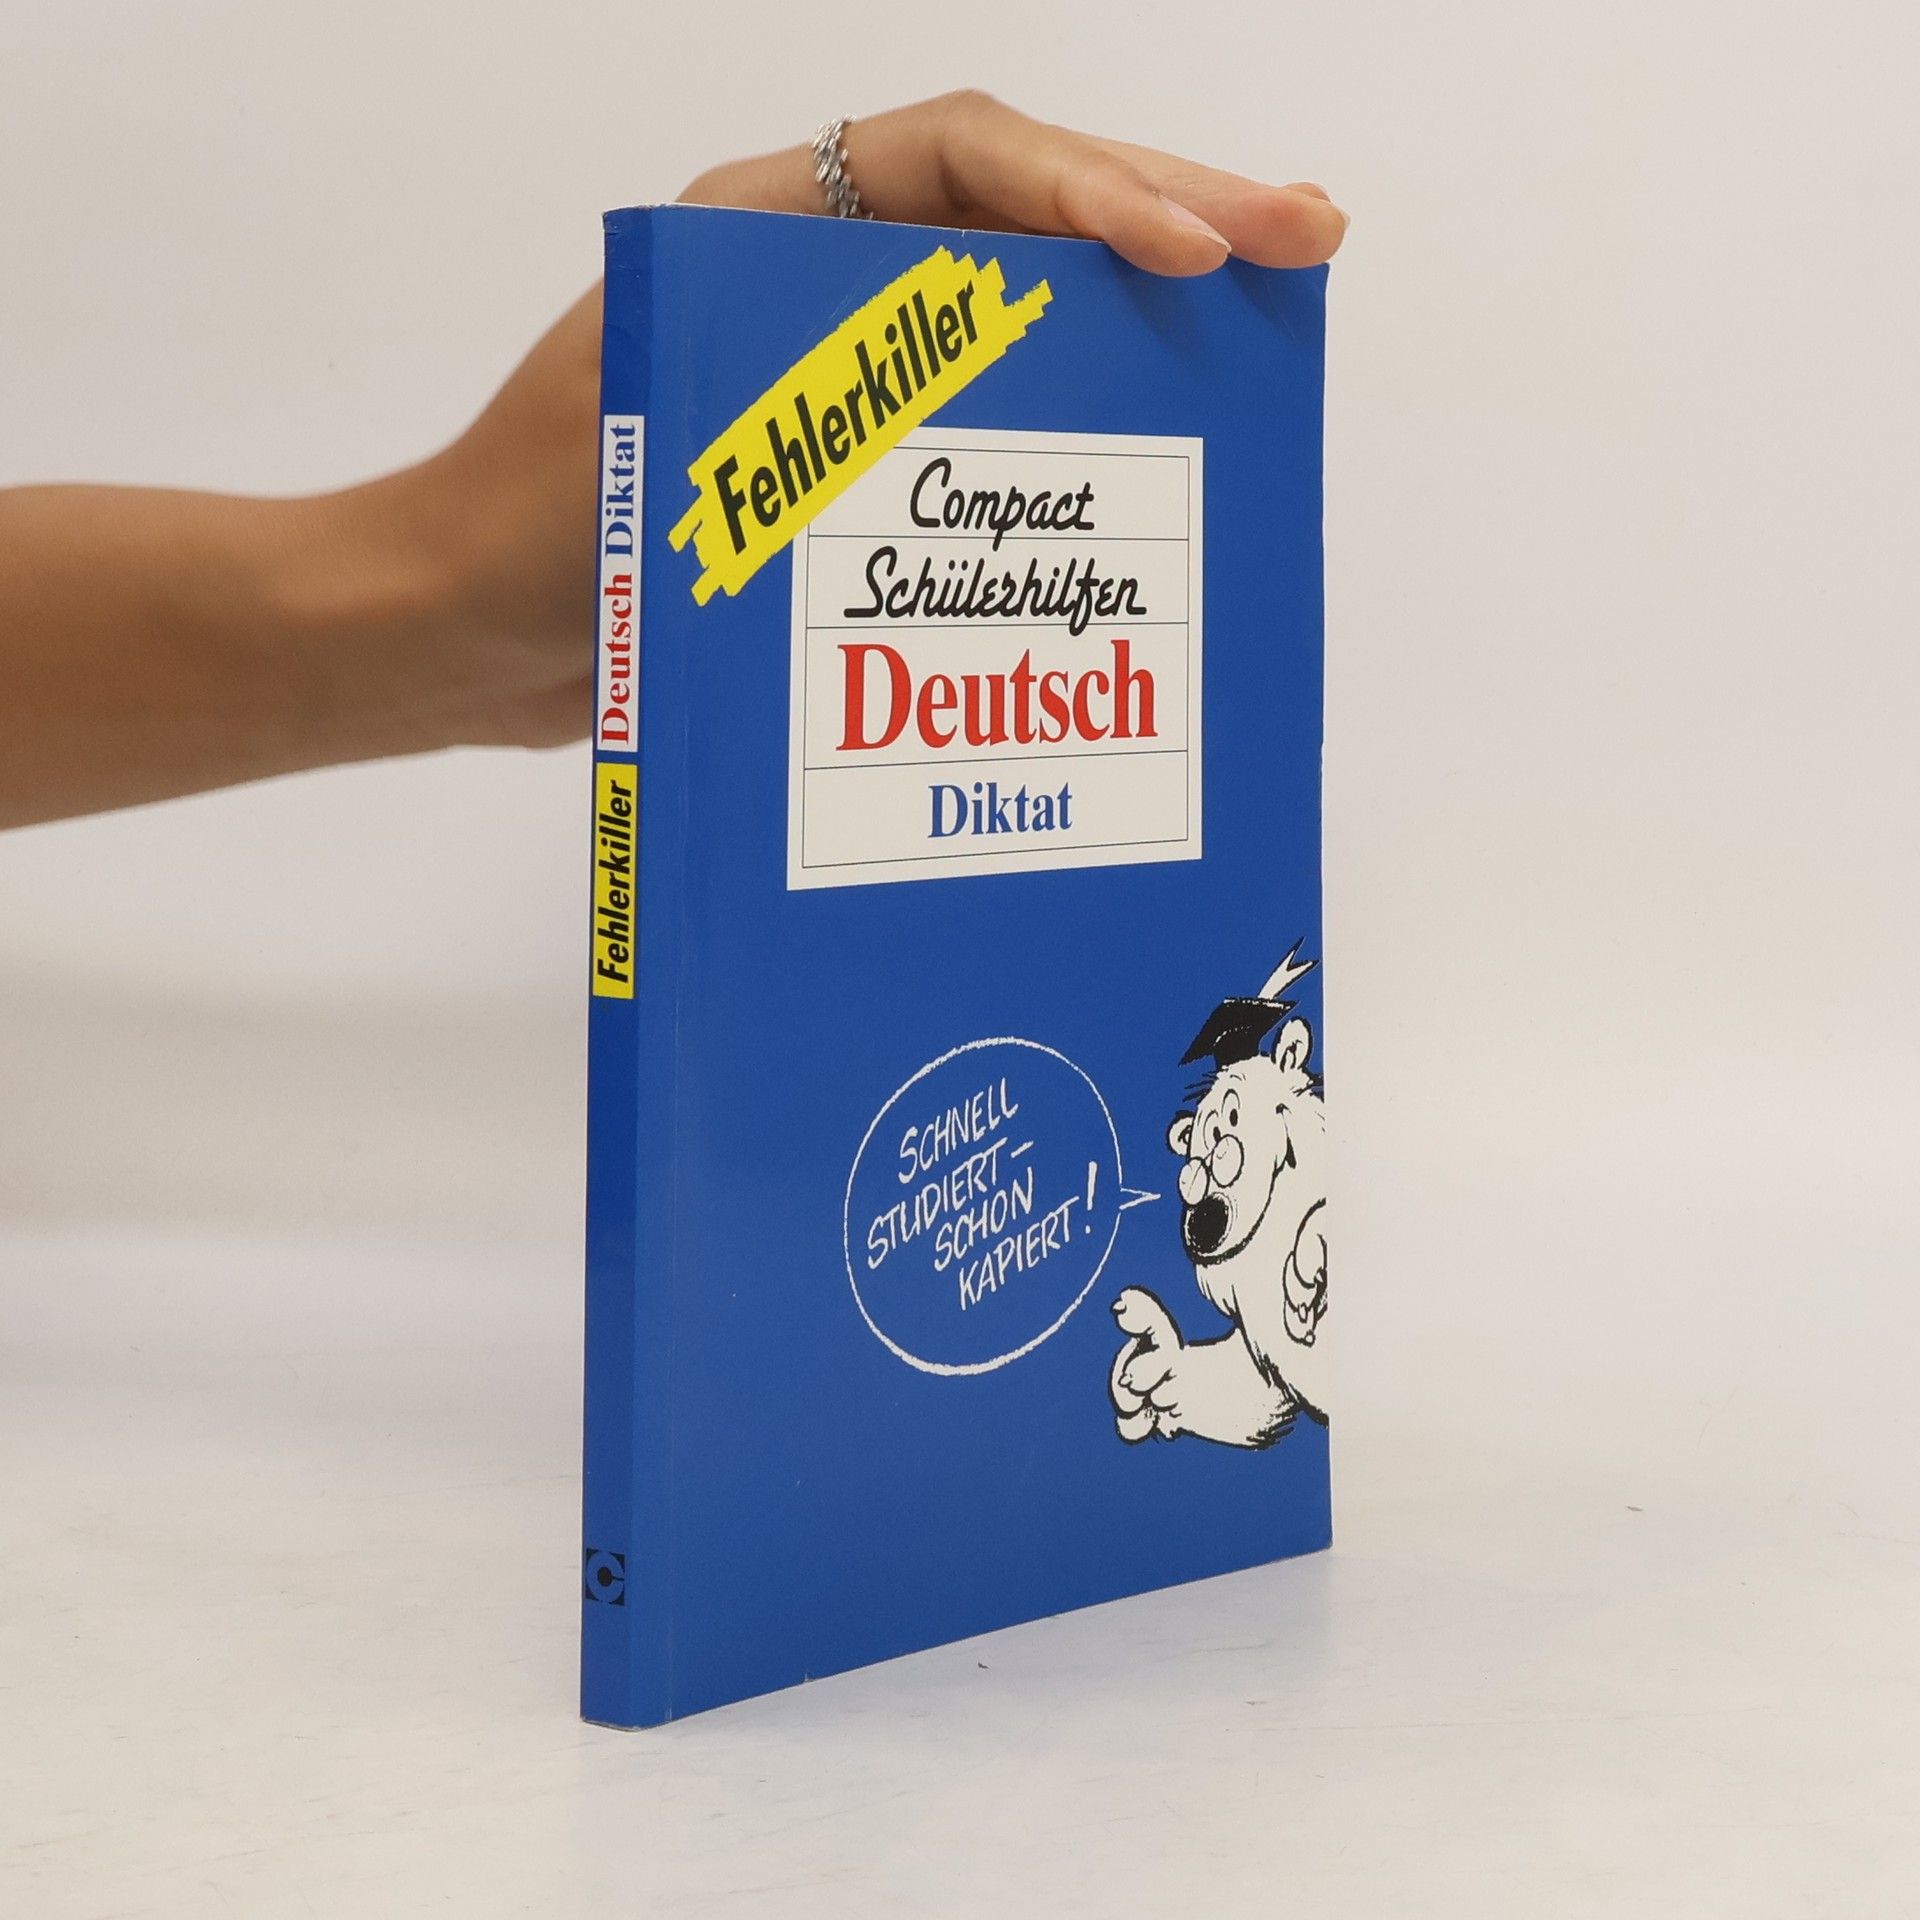 Fehlerkiller
Compact
Schülerhilfen
Deutsch
Diktat
SCHNELL
STUDIERT-
SCHON
KAPIERT!
Fehlerkiller Deutsch Diktat